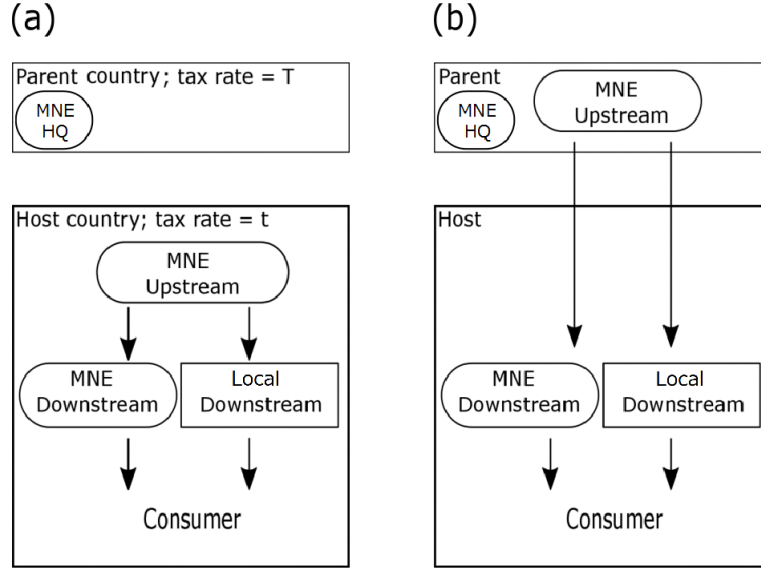 (a)
Parent country; tax rate = T
MNE
HQ
Host country; tax rate = t
MNE
Upstream
MNE
Downstream
Local
Downstream
Consumer
(b)
Parent
MNE
HQ
MNE
Upstream
Host
MNE
Downstream
Local
Downstream
Consumer